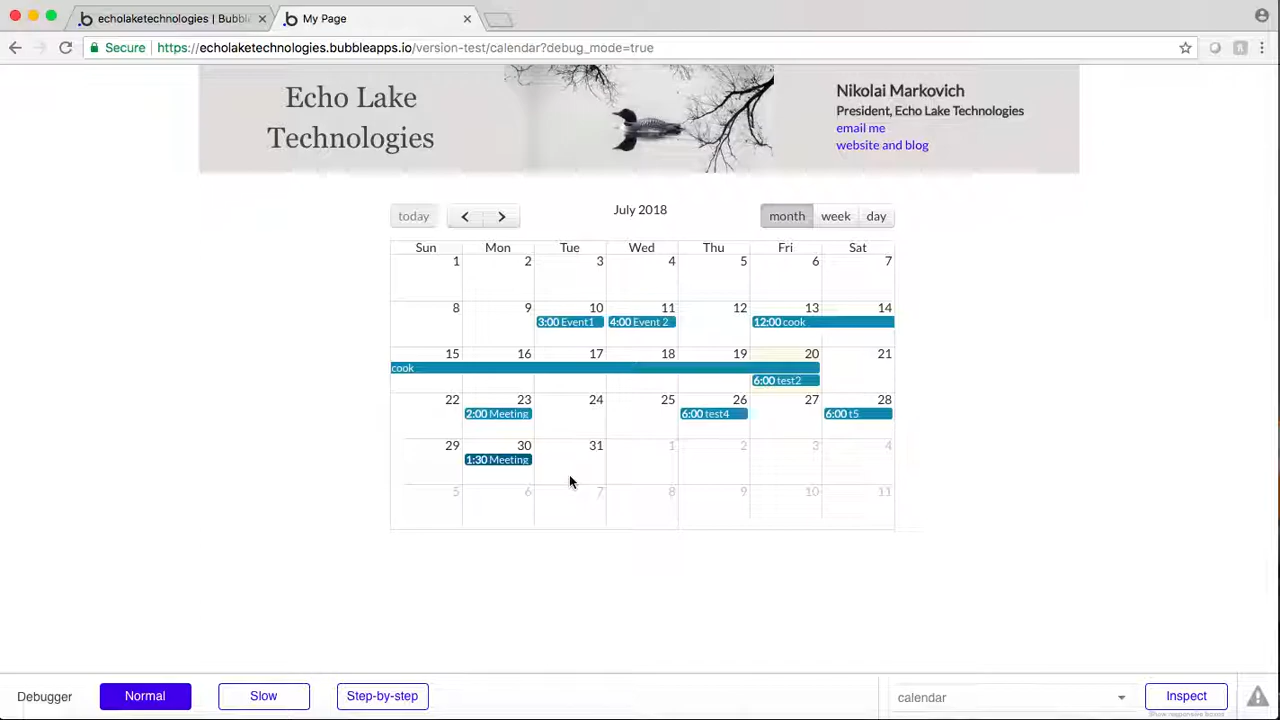 echolaketechnologies | Bubbl
My Page
Secure
https://echolaketechnologies.bubbleapps.io/version-test/calendar?debug_mode=true
Echo Lake
Technologies
Nikolai Markovich
President, Echo Lake Technologies
email me
website and blog
today
July 2018
month week day
Sun Mon Tue Wed Thu Fri Sat
1 2 3 4 5 6 7
8 9 10 11 12 13 14
3:00 Event1 4:00 Event 2 12:00 cook
15 16 17 18 19 20 21
cook
6:00 test2
22 23 24 25 26 27 28
2:00 Meeting 6:00 test4 6:00 t5
29 30 31 1 2 3 4
1:30 Meeting
5 6 7 8 9 10 11
Debugger Normal Slow Step-by-step calendar Inspect
Show responsive boxes